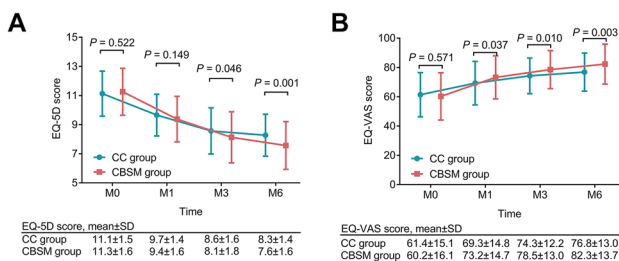 A
P = 0.522
P = 0.149
P = 0.046
P = 0.001
EQ-5D score
15
13
11
9
7
5
CC group
CBSM group
M0 M1 M3 M6
Time
EQ-5D score, mean±SD
CC group 11.1±1.5 9.7±1.4 8.6±1.6 8.3±1.4
CBSM group 11.3±1.6 9.4±1.6 8.1±1.8 7.6±1.6
B
P = 0.571
P = 0.037
P = 0.010
P = 0.003
EQ-VAS score
100
80
60
40
20
0
CC group
CBSM group
M0 M1 M3 M6
Time
EQ-VAS score, mean±SD
CC group 61.4±15.1 69.3±14.8 74.3±12.2 76.8±13.0
CBSM group 60.2±16.1 73.2±14.7 78.5±13.0 82.3±13.7